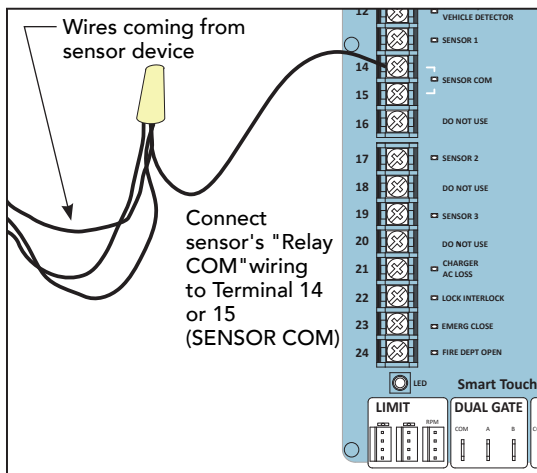 Wires coming from
sensor device
12
VEHICLE DETECTOR
SENSOR 1
14
SENSOR COM
15
16 DO NOT USE
17 SENSOR 2
18 DO NOT USE
19 SENSOR 3
20 DO NOT USE
21 CHARGER
AC LOSS
22 LOCK INTERLOCK
23 EMERG CLOSE
24 FIRE DEPT OPEN
Connect
sensor's "Relay
COM"wiring
to Terminal 14
or 15
(SENSOR COM)
LED Smart Touch
LIMIT DUAL GATE
RPM COM A B